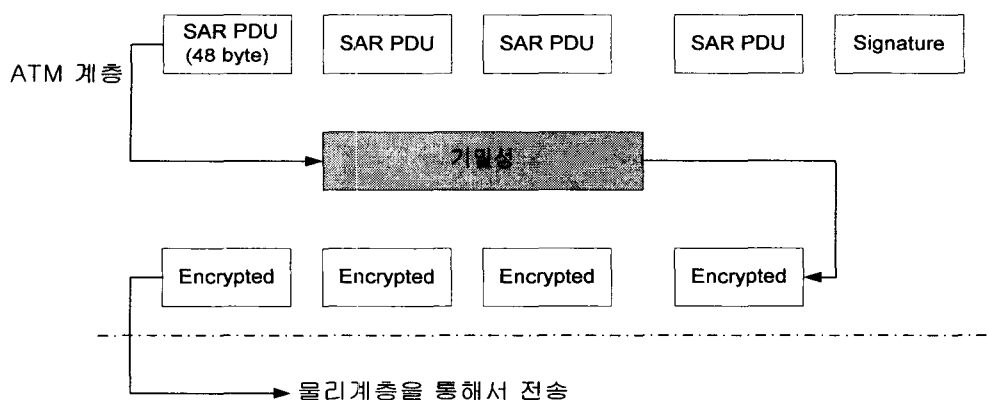 SAR PDU
(48 byte)
SAR PDU
SAR PDU
SAR PDU
Signature
ATM 계층
기밀성
Encrypted
Encrypted
Encrypted
Encrypted
물리계층을 통해서 전송